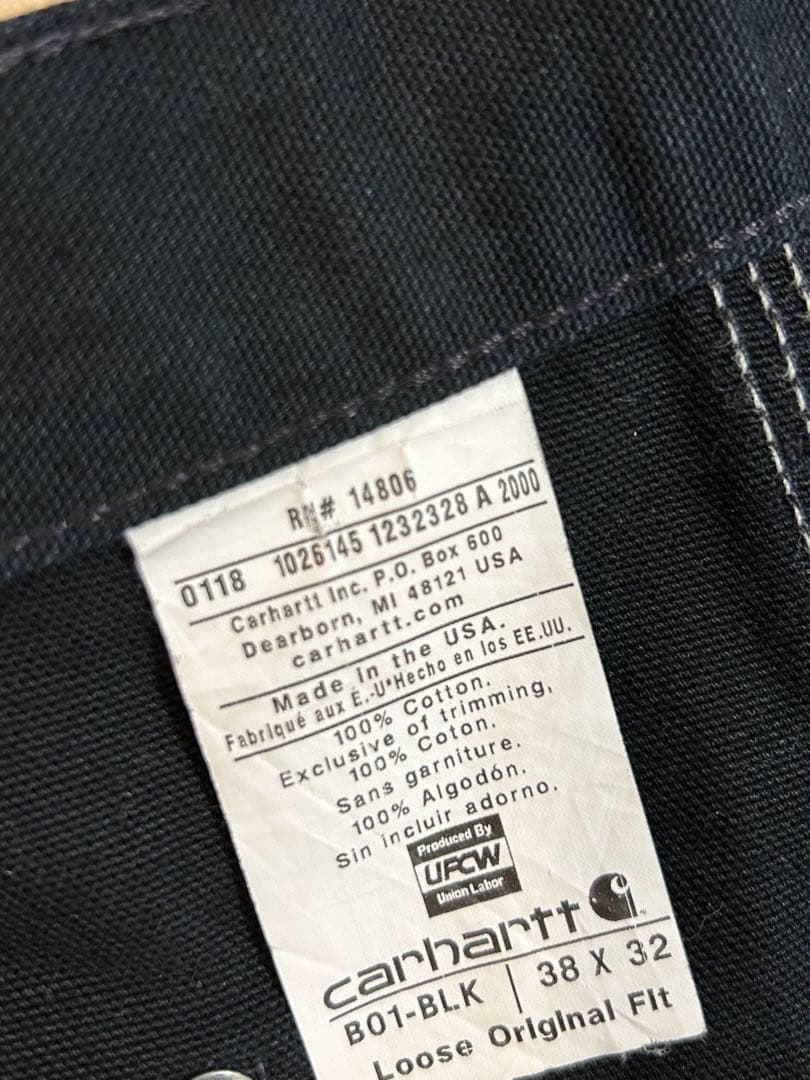 RN# 14806
0118 1026145 1232328 A 2000
Carhartt Inc. P.O. Box 600
Dearborn, MI 48121 USA
carhartt.com
Made in the USA.
Fabriqué aux É.-U•Hecho en los EE.UU.
100% Cotton.
Exclusive of trimming,
100% Coton.
Sans garniture.
100% Algodón.
Sin incluir adorno.
Produced By
UFCW
Union Labor
carhartt
B01-BLK | 38 X 32
Loose Original Fit